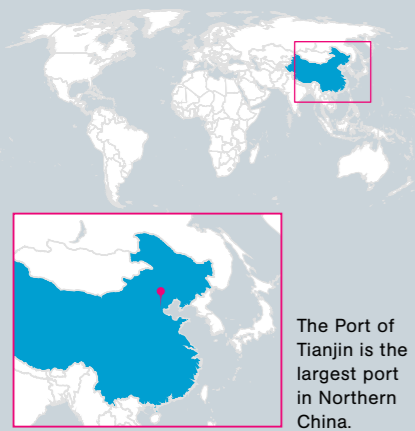 The Port of
Tianjin is the
largest port
in Northern
China.